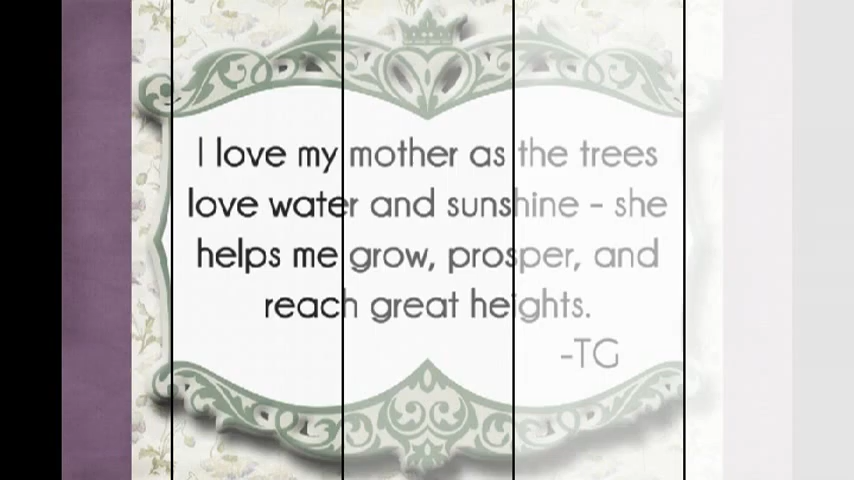 I love my mother as the trees
love water and sunshine - she
helps me grow, prosper, and
reach great heights.
-TG